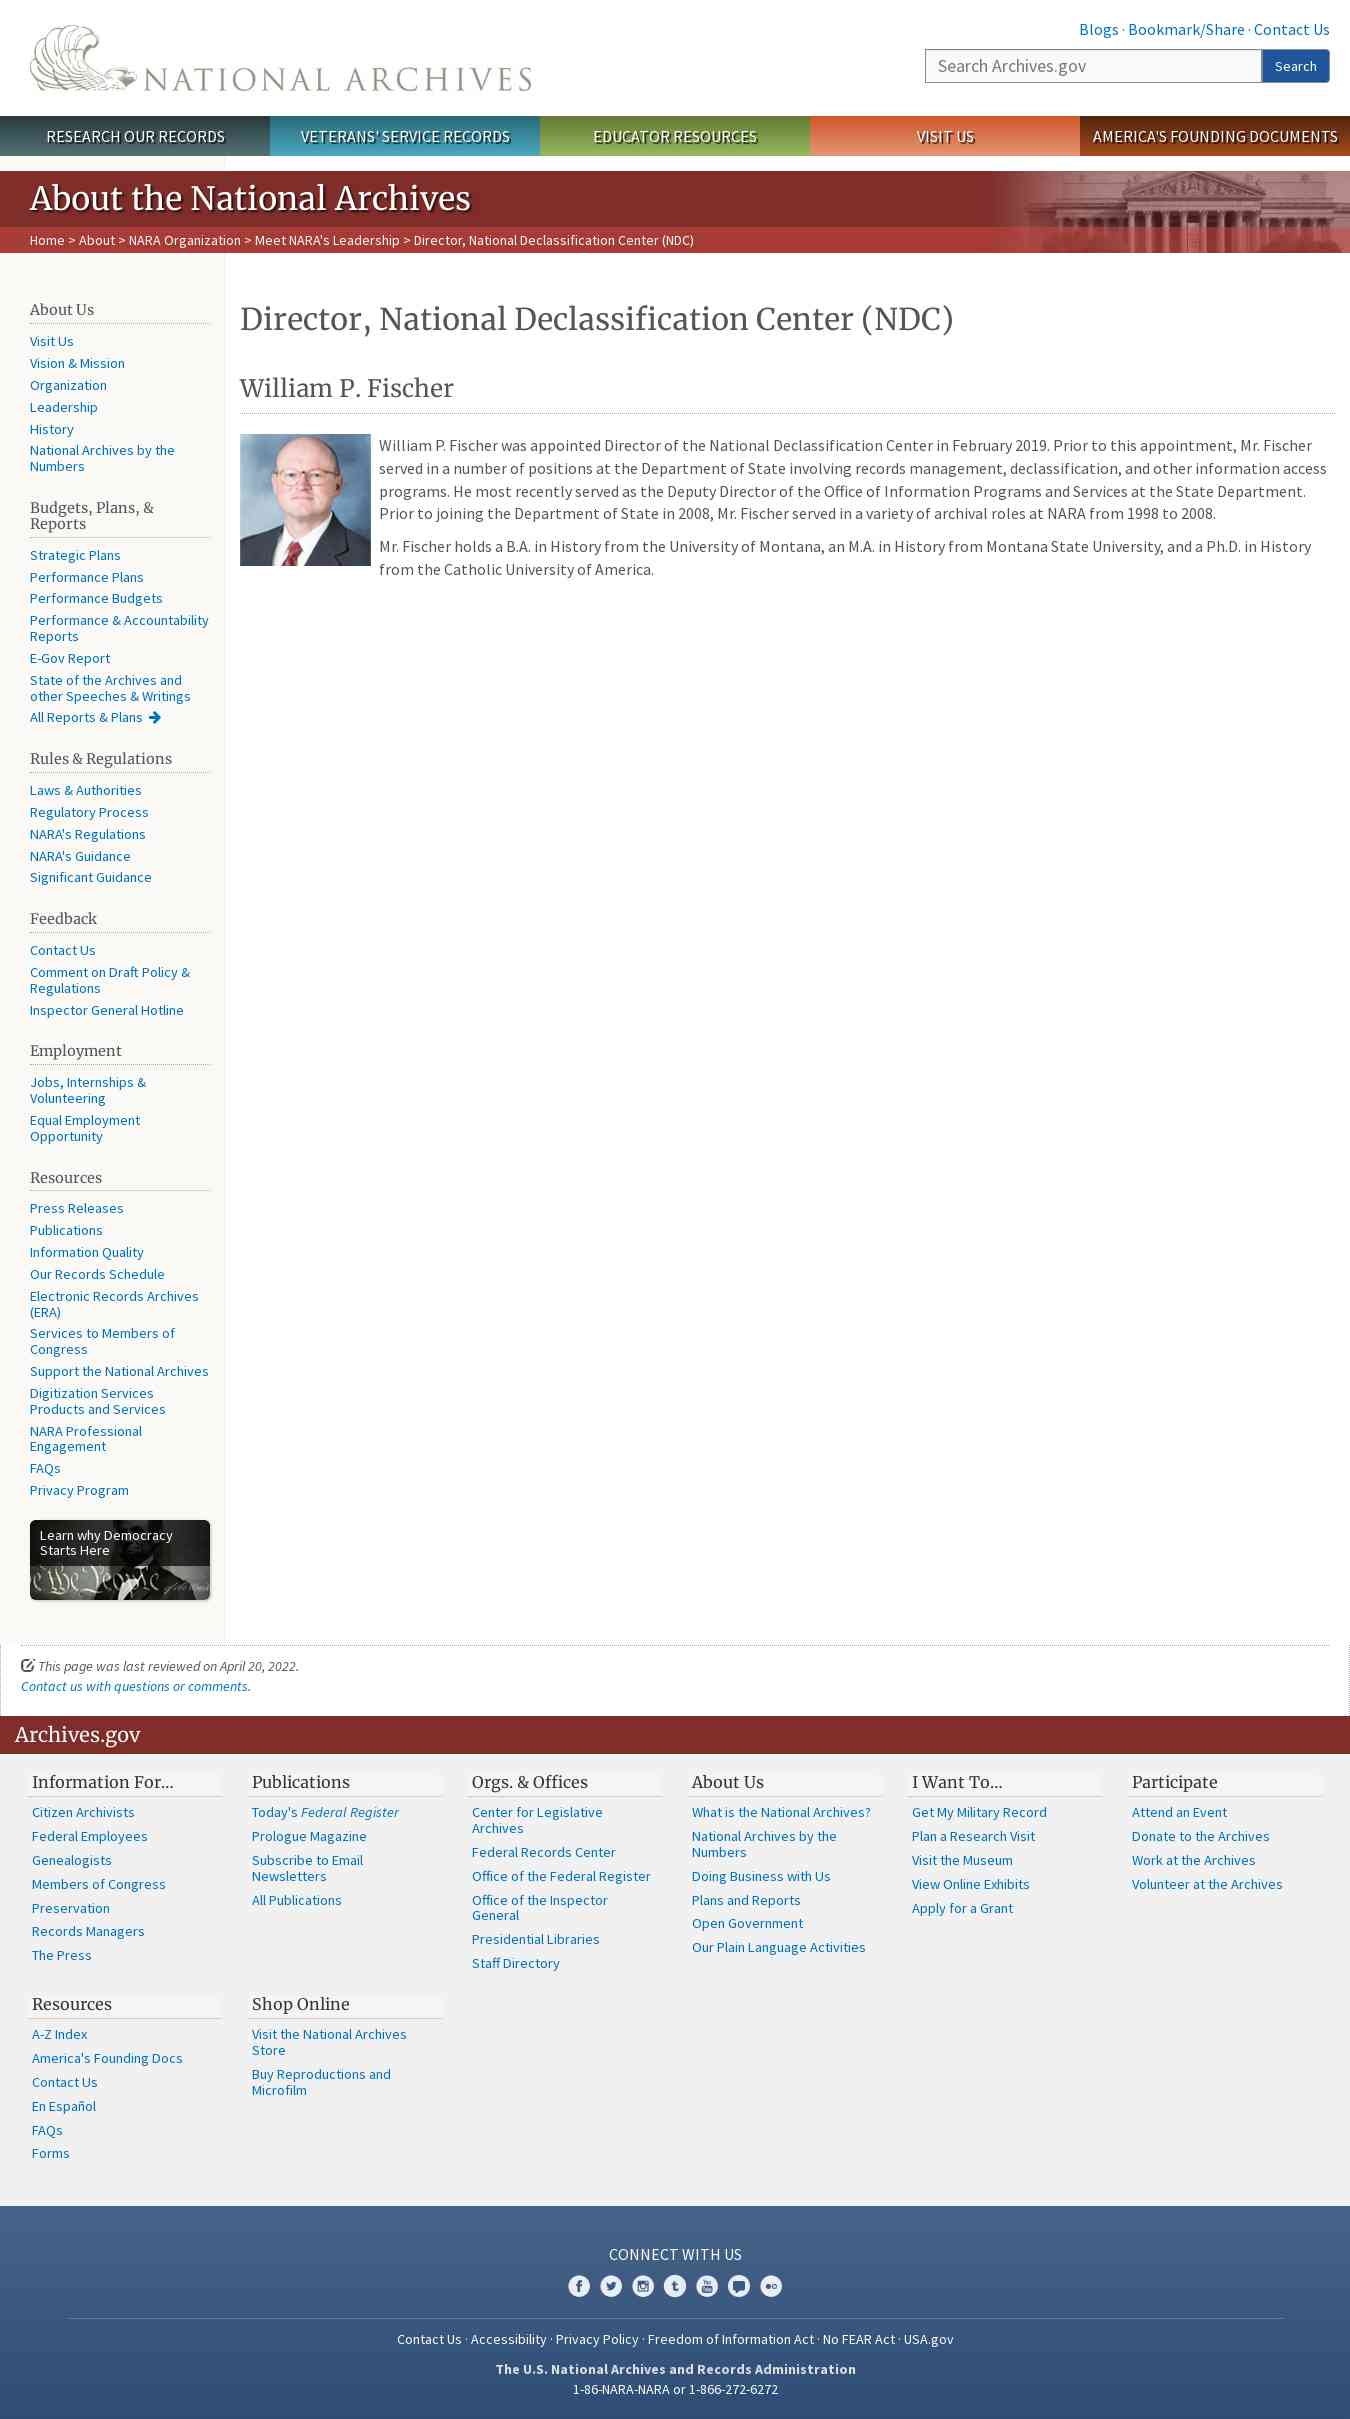 Blogs · Bookmark/Share · Contact Us
NATIONAL ARCHIVES
Search Archives.gov
Search
RESEARCH OUR RECORDS
VETERANS' SERVICE RECORDS
EDUCATOR RESOURCES
VISIT US
AMERICA'S FOUNDING DOCUMENTS
About the National Archives
Home > About > NARA Organization > Meet NARA's Leadership > Director, National Declassification Center (NDC)
About Us
Visit Us
Vision & Mission
Organization
Leadership
History
National Archives by the
Numbers
Budgets, Plans, &
Reports
Strategic Plans
Performance Plans
Performance Budgets
Performance & Accountability
Reports
E-Gov Report
State of the Archives and
other Speeches & Writings
All Reports & Plans
Rules & Regulations
Laws & Authorities
Regulatory Process
NARA's Regulations
NARA's Guidance
Significant Guidance
Feedback
Contact Us
Comment on Draft Policy &
Regulations
Inspector General Hotline
Employment
Jobs, Internships &
Volunteering
Equal Employment
Opportunity
Resources
Press Releases
Publications
Information Quality
Our Records Schedule
Electronic Records Archives
(ERA)
Services to Members of
Congress
Support the National Archives
Digitization Services
Products and Services
NARA Professional
Engagement
FAQs
Privacy Program
Learn why Democracy
Starts Here
We the People
Director, National Declassification Center (NDC)
William P. Fischer
William P. Fischer was appointed Director of the National Declassification Center in February 2019. Prior to this appointment, Mr. Fischer
served in a number of positions at the Department of State involving records management, declassification, and other information access
programs. He most recently served as the Deputy Director of the Office of Information Programs and Services at the State Department.
Prior to joining the Department of State in 2008, Mr. Fischer served in a variety of archival roles at NARA from 1998 to 2008.
Mr. Fischer holds a B.A. in History from the University of Montana, an M.A. in History from Montana State University, and a Ph.D. in History
from the Catholic University of America.
This page was last reviewed on April 20, 2022.
Contact us with questions or comments.
Archives.gov
Information For...
Citizen Archivists
Federal Employees
Genealogists
Members of Congress
Preservation
Records Managers
The Press
Publications
Today's Federal Register
Prologue Magazine
Subscribe to Email
Newsletters
All Publications
Orgs. & Offices
Center for Legislative
Archives
Federal Records Center
Office of the Federal Register
Office of the Inspector
General
Presidential Libraries
Staff Directory
About Us
What is the National Archives?
National Archives by the
Numbers
Doing Business with Us
Plans and Reports
Open Government
Our Plain Language Activities
I Want To...
Get My Military Record
Plan a Research Visit
Visit the Museum
View Online Exhibits
Apply for a Grant
Participate
Attend an Event
Donate to the Archives
Work at the Archives
Volunteer at the Archives
Resources
A-Z Index
America's Founding Docs
Contact Us
En Español
FAQs
Forms
Shop Online
Visit the National Archives
Store
Buy Reproductions and
Microfilm
CONNECT WITH US
Contact Us · Accessibility · Privacy Policy · Freedom of Information Act · No FEAR Act · USA.gov
The U.S. National Archives and Records Administration
1-86-NARA-NARA or 1-866-272-6272